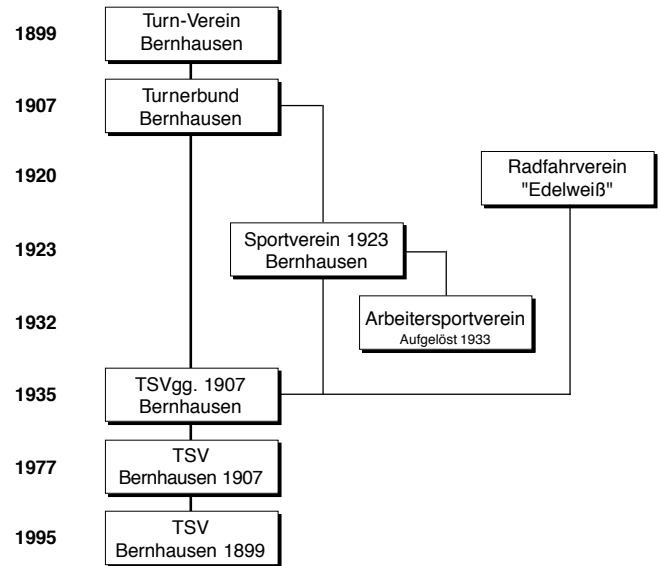 1899
Turn-Verein
Bernhausen
1907
Turnerbund
Bernhausen
1920
Radfahrverein
"Edelweiß"
1923
Sportverein 1923
Bernhausen
1932
Arbeitersportverein
Aufgelöst 1933
1935
TSVgg. 1907
Bernhausen
1977
TSV
Bernhausen 1907
1995
TSV
Bernhausen 1899